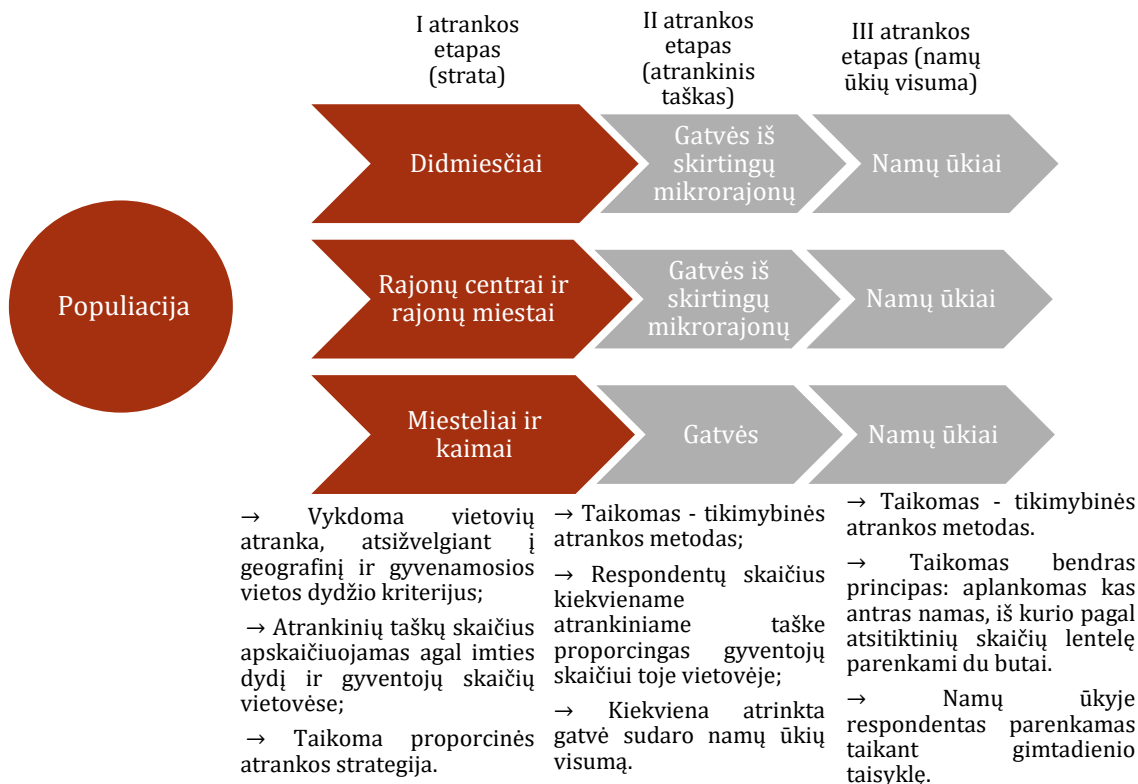 I atrankos
etapas
(strata)
II atrankos
etapas
(atrankinis
taškas)
III atrankos
etapas (namų
ūkių visuma)
Populiacija
Didmiesčiai
Gatvės iš
skirtingų
mikrorajonų
Namų ūkiai
Rajonų centrai ir
rajonų miestai
Gatvės iš
skirtingų
mikrorajonų
Namų ūkiai
Miesteliai ir
kaimai
Gatvės
Namų ūkiai
→ Vykdoma vietovių
atranka, atsižvelgiant į
geografinį ir gyvenamosios
vietos dydžio kriterijus;
→ Atrankinių taškų skaičius
apskaičiuojamas agal imties
dydį ir gyventojų skaičių
vietovėse;
→ Taikoma proporcinės
atrankos strategija.
→ Taikomas - tikimybinės
atrankos metodas;
→ Respondentų skaičius
kiekviename
atrankiniame taške
proporcingas gyventojų
skaičiui toje vietovėje;
→ Kiekviena atrinkta
gatvė sudaro namų ūkių
visumą.
→ Taikomas - tikimybinės
atrankos metodas.
→ Taikomas bendras
principas: aplankomas kas
antras namas, iš kurio pagal
atsitiktinių skaičių lentelę
parenkami du butai.
→ Namų ūkyje
respondentas parenkamas
taikant gimtadienio
taisyklę.